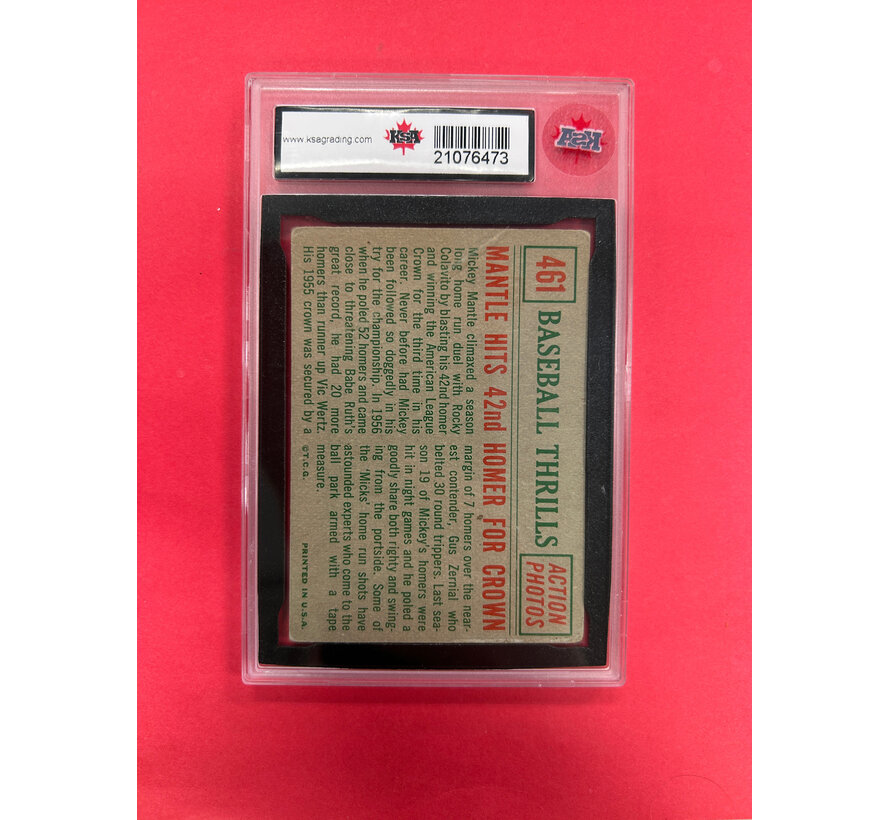 www.ksagrading.com
KSA
21076473
KSA
461
BASEBALL THRILLS
ACTION
PHOTOS
MANTLE HITS 42nd HOMER FOR CROWN
Mickey Mantle climaxed a season
long home run duel with Rocky
Colavito by blasting his 42nd homer
and winning the American League
Crown for the third time in his
career. Never before had Mickey
been followed so doggedly in his
try for the championship. In 1956
when he poled 52 homers and came
close to threatening Babe Ruth's
great record, he had 20 more
homers than runner up Vic Wertz.
His 1955 crown was secured by a
margin of 7 homers over the near-
est contender, Gus Zernial who
belted 30 round trippers. Last sea-
son 19 of Mickey's homers were
hit in night games and he poled a
goodly share both righty and swing-
ing from the portside. Some of
the 'Micks' home run shots have
astounded experts who come to the
ball park armed with a tape
measure.
©T.C.G.
PRINTED IN U.S.A.